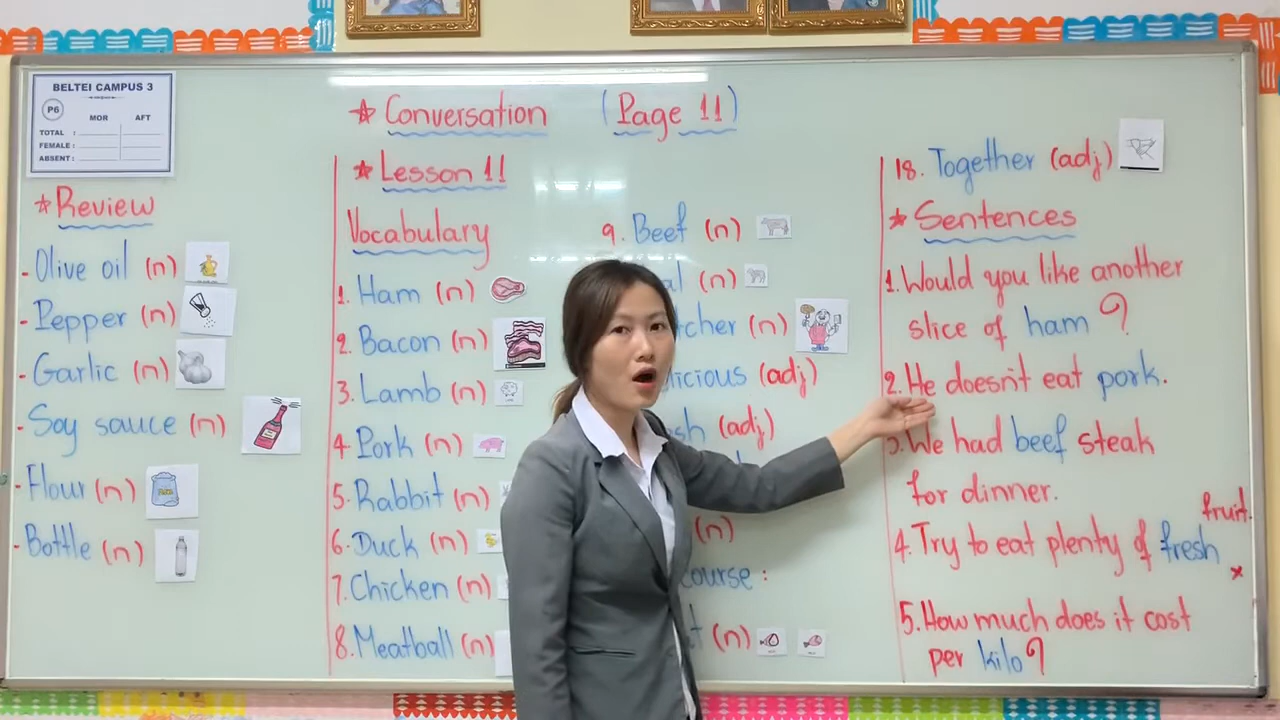 BELTEI CAMPUS 3
P6
MOR AFT
TOTAL :
FEMALE :
ABSENT :
* Conversation (Page 11)
* Review
- Olive oil (n)
- Pepper (n)
- Garlic (n)
- Soy sauce (n)
- Flour (n)
- Bottle (n)
* Lesson 11
Vocabulary
1. Ham (n)
2. Bacon (n)
3. Lamb (n)
4. Pork (n)
5. Rabbit (n)
6. Duck (n)
7. Chicken (n)
8. Meatball (n)
9. Beef (n)
(n)
(n)
(adj)
(adj)
(n)
(n)
18. Together (adj)
* Sentences
1. Would you like another
slice of ham ?
2. He doesn't eat pork.
3. We had beef steak
for dinner.
4. Try to eat plenty of fresh
fruit.
5. How much does it cost
per kilo?